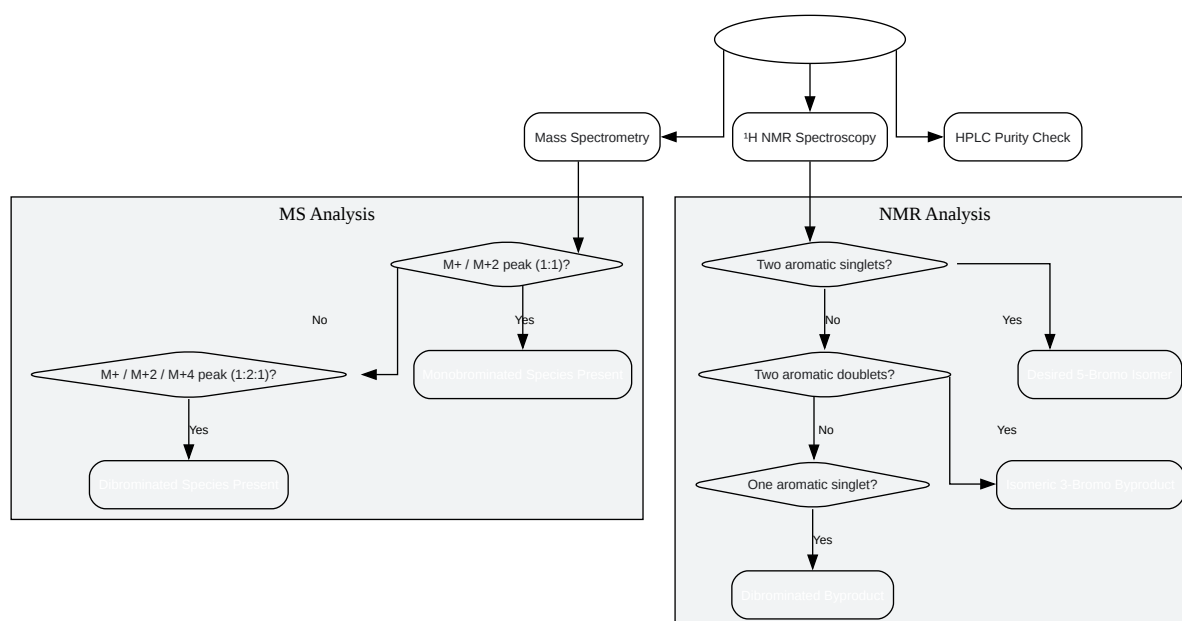 Mass Spectrometry
¹H NMR Spectroscopy
HPLC Purity Check
MS Analysis
NMR Analysis
M+ / M+2 peak (1:1)?
Two aromatic singlets?
No
Yes
No
Yes
M+ / M+2 / M+4 peak (1:2:1)?
Monobrominated Species Present
Two aromatic doublets?
Desired 5-Bromo Isomer
Yes
No
Yes
Dibrominated Species Present
One aromatic singlet?
Isomeric 3-Bromo Byproduct
Yes
Dibrominated Byproduct